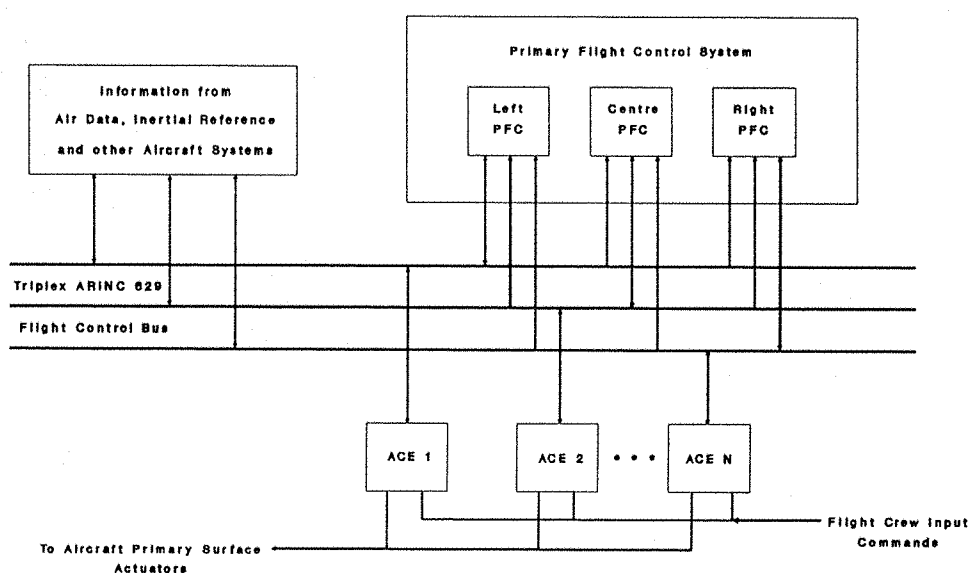 Primary Flight Control System
Information from
Air Data, Inertial Reference
and other Aircraft Systems
Left
PFC
Centre
PFC
Right
PFC
Triplex ARINC 629
Flight Control Bus
ACE 1
ACE 2
• • •
ACE N
Flight Crew Input
Commands
To Aircraft Primary Surface
Actuators